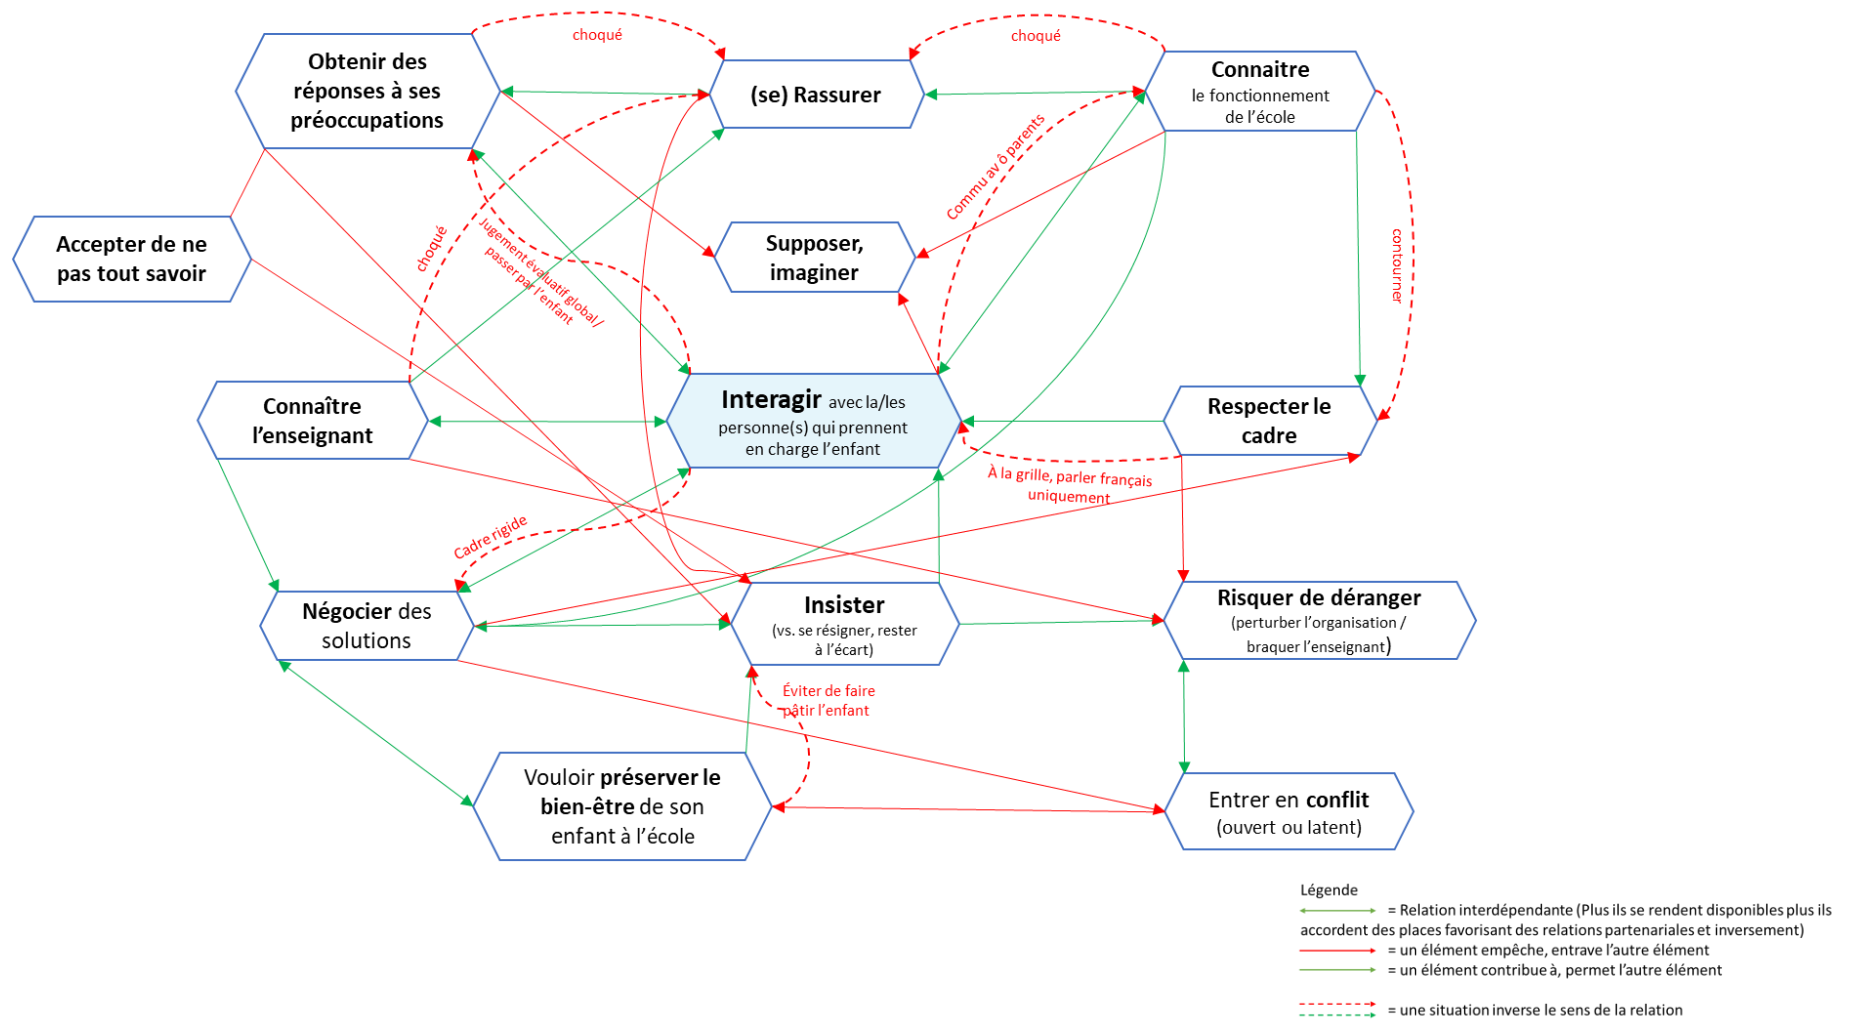 choqué
choqué
Obtenir des
réponses à ses
préoccupations
(se) Rassurer
Connaitre
le fonctionnement
de l'école
Commu av ô parents
Accepter de ne
pas tout savoir
choqué
Jugement évaluatif global /
passer par l'enfant
Supposer,
imaginer
contourner
Connaître
l'enseignant
Interagir avec la/les
personne(s) qui prennent
en charge l'enfant
Respecter le
cadre
À la grille, parler français
uniquement
Cadre rigide
Négocier des
solutions
Insister
(vs. se résigner, rester
à l'écart)
Risquer de déranger
(perturber l'organisation /
braquer l'enseignant)
Éviter de faire
pâtir l'enfant
Vouloir préserver le
bien-être de son
enfant à l'école
Entrer en conflit
(ouvert ou latent)
Légende
= Relation interdépendante (Plus ils se rendent disponibles plus ils
accordent des places favorisant des relations partenariales et inversement)
= un élément empêche, entrave l'autre élément
= un élément contribue à, permet l'autre élément
= une situation inverse le sens de la relation